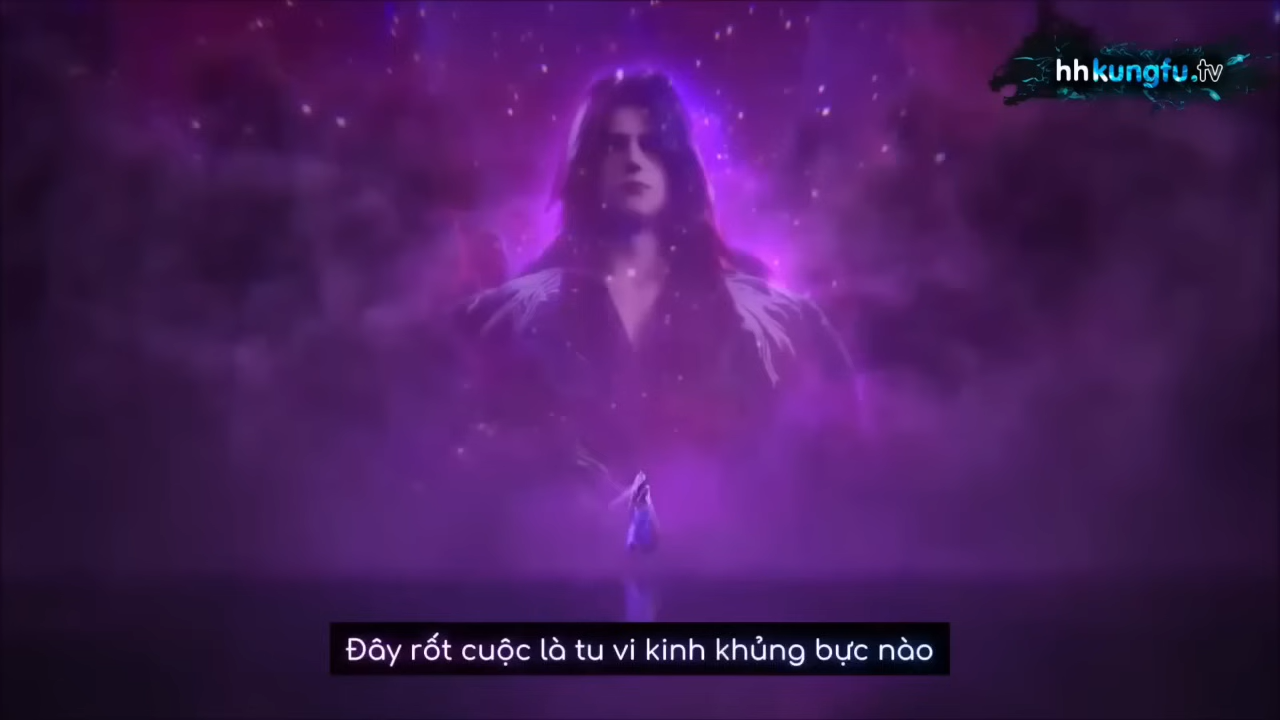 hhkungfu.tv
Đây rốt cuộc là tu vi kinh khủng bực nào